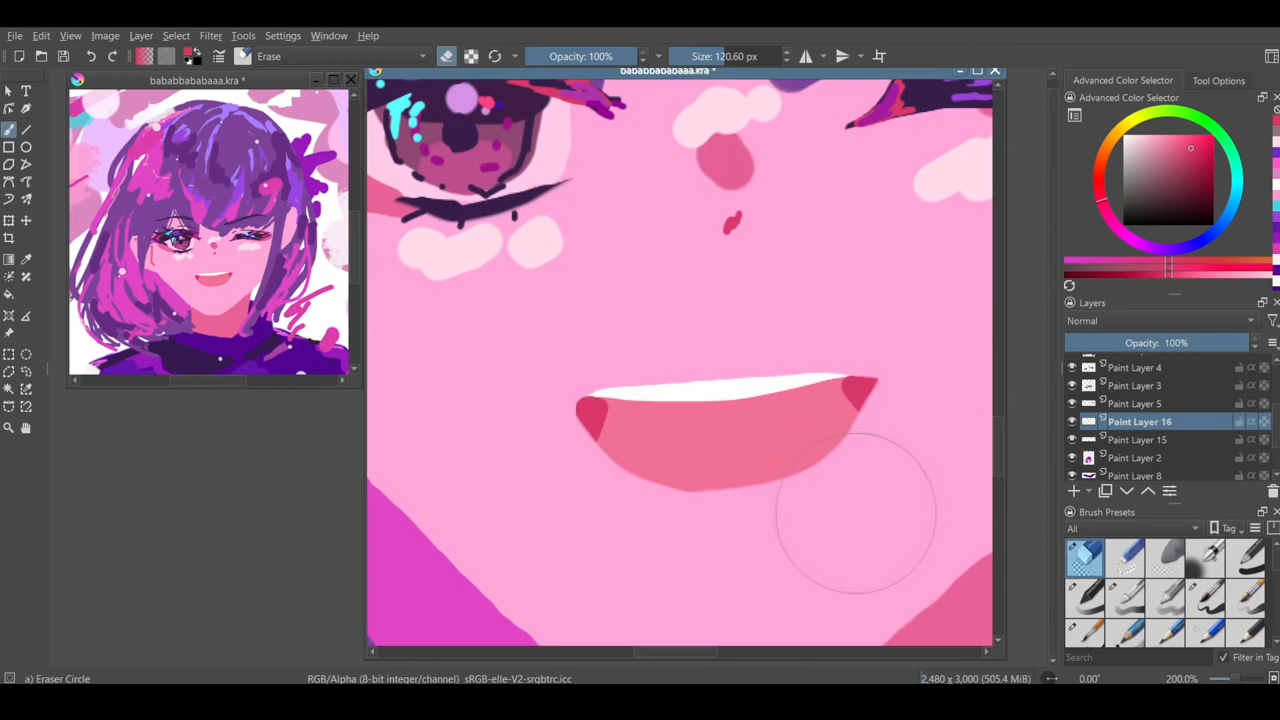 File Edit View Image Layer Select Filter Tools Settings Window Help
Erase Opacity: 100% Size: 120.60 px
bababbababaaa.kra *
bababbababaaa.kra *
Advanced Color Selector Tool Options
Advanced Color Selector
Layers
Normal
Opacity: 100%
Paint Layer 4
Paint Layer 3
Paint Layer 5
Paint Layer 16
Paint Layer 15
Paint Layer 2
Paint Layer 8
Brush Presets
All Tag
Search Filter in Tag
a) Eraser Circle RGB/Alpha (8-bit integer/channel) sRGB-elle-V2-srgbtrc.icc 2,480 x 3,000 (505.4 MiB) 0.00° 200.0%